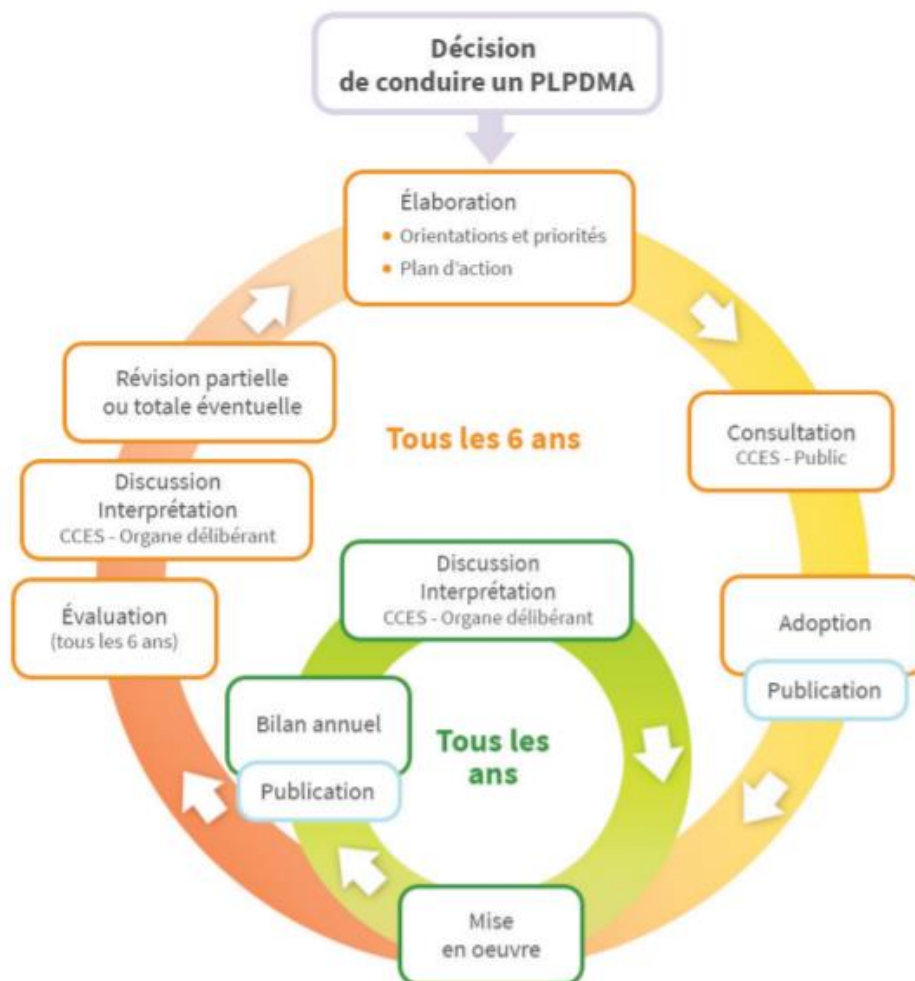 Décision
de conduire un PLPDMA
Élaboration
• Orientations et priorités
• Plan d'action
Révision partielle
ou totale éventuelle
Tous les 6 ans
Consultation
CCES - Public
Discussion
Interprétation
CCES - Organe délibérant
Discussion
Interprétation
CCES - Organe délibérant
Évaluation
(tous les 6 ans)
Adoption
Publication
Bilan annuel
Publication
Tous les
ans
Mise
en oeuvre